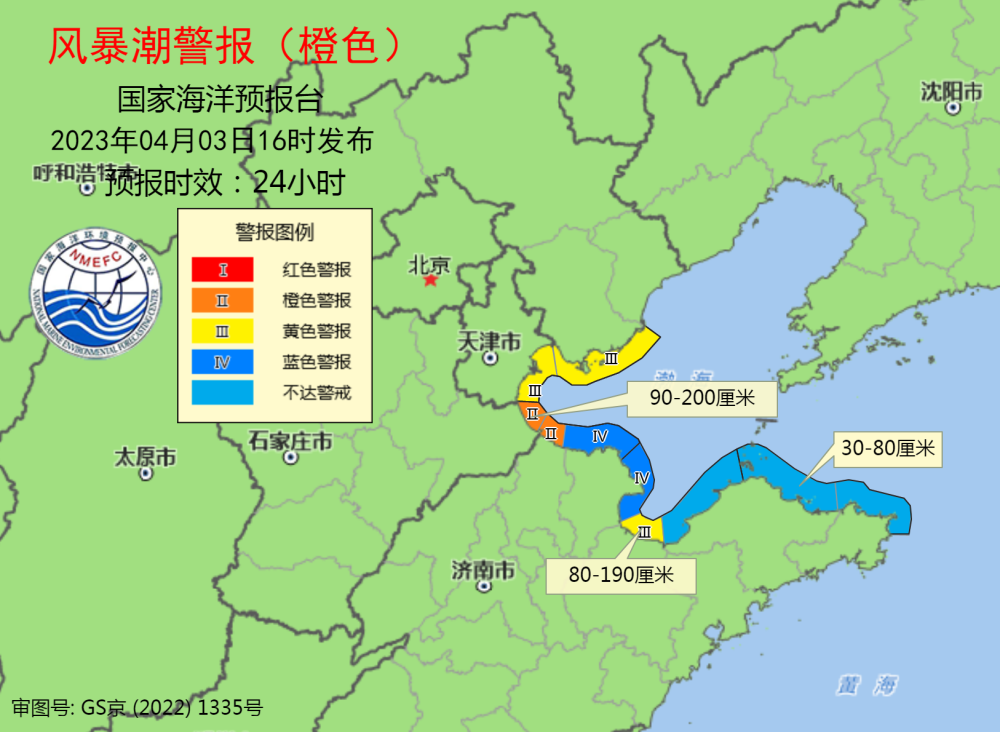 风暴潮警报（橙色）
国家海洋预报台
2023年04月03日16时发布
预报时效：24小时
呼和浩特市
沈阳市
国家海洋环境预报中心
NMEFC
NATIONAL MARINE ENVIRONMENTAL FORECASTING CENTER
警报图例
I 红色警报
II 橙色警报
III 黄色警报
IV 蓝色警报
不达警戒
北京
天津市
渤海
III
III
II
II
IV
IV
III
90-200厘米
30-80厘米
80-190厘米
石家庄市
太原市
济南市
黄海
审图号: GS京 (2022) 1335号